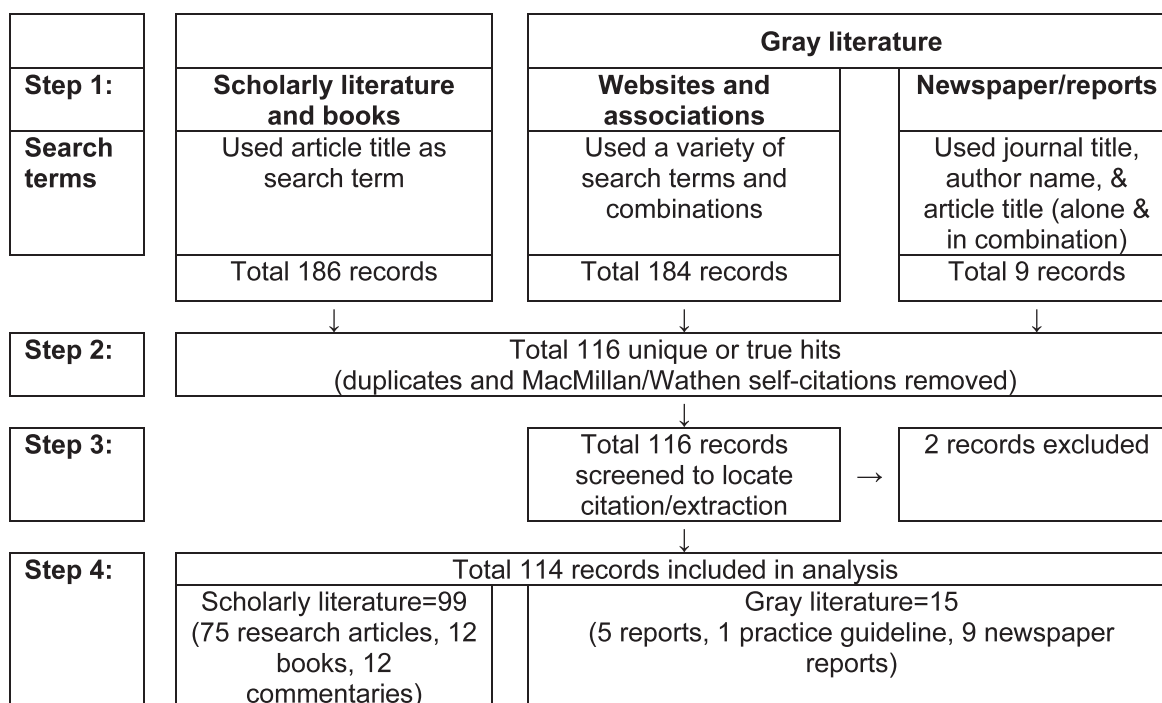 Gray literature
Step 1:
Scholarly literature
and books
Websites and
associations
Newspaper/reports
Search
terms
Used article title as
search term
Used a variety of
search terms and
combinations
Used journal title,
author name, &
article title (alone &
in combination)
Total 186 records
Total 184 records
Total 9 records
↓ ↓ ↓
Step 2:
Total 116 unique or true hits
(duplicates and MacMillan/Wathen self-citations removed)
↓
Step 3:
Total 116 records
screened to locate
citation/extraction
→
2 records excluded
↓
Step 4:
Total 114 records included in analysis
Scholarly literature=99
(75 research articles, 12
books, 12
commentaries)
Gray literature=15
(5 reports, 1 practice guideline, 9 newspaper
reports)